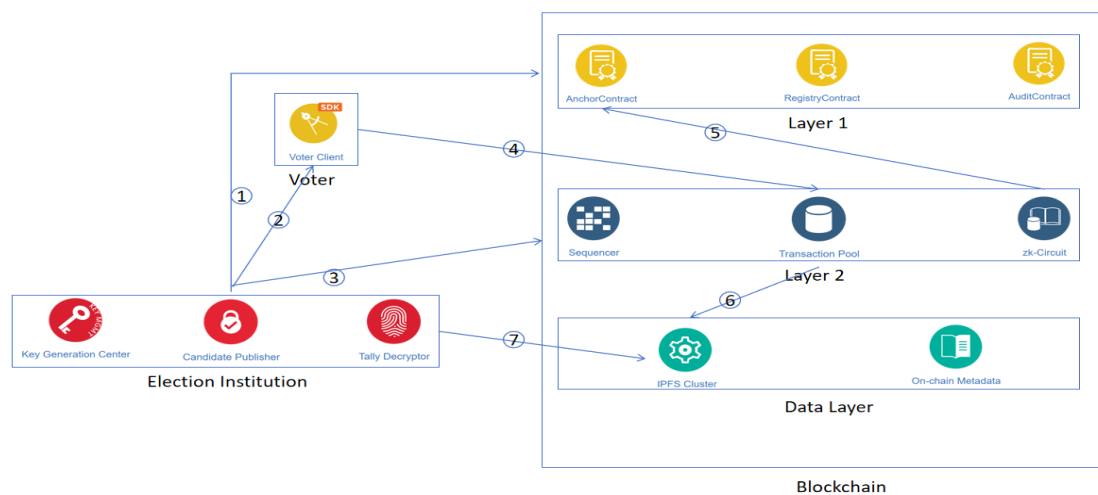 AnchorContract
RegistryContract
AuditContract
Layer 1
SDK
Voter Client
Voter
1
2
3
4
5
Sequencer
Transaction Pool
zk-Circuit
Layer 2
6
7
KEY MGMT
Key Generation Center
Candidate Publisher
Tally Decryptor
Election Institution
IPFS Cluster
On-chain Metadata
Data Layer
Blockchain